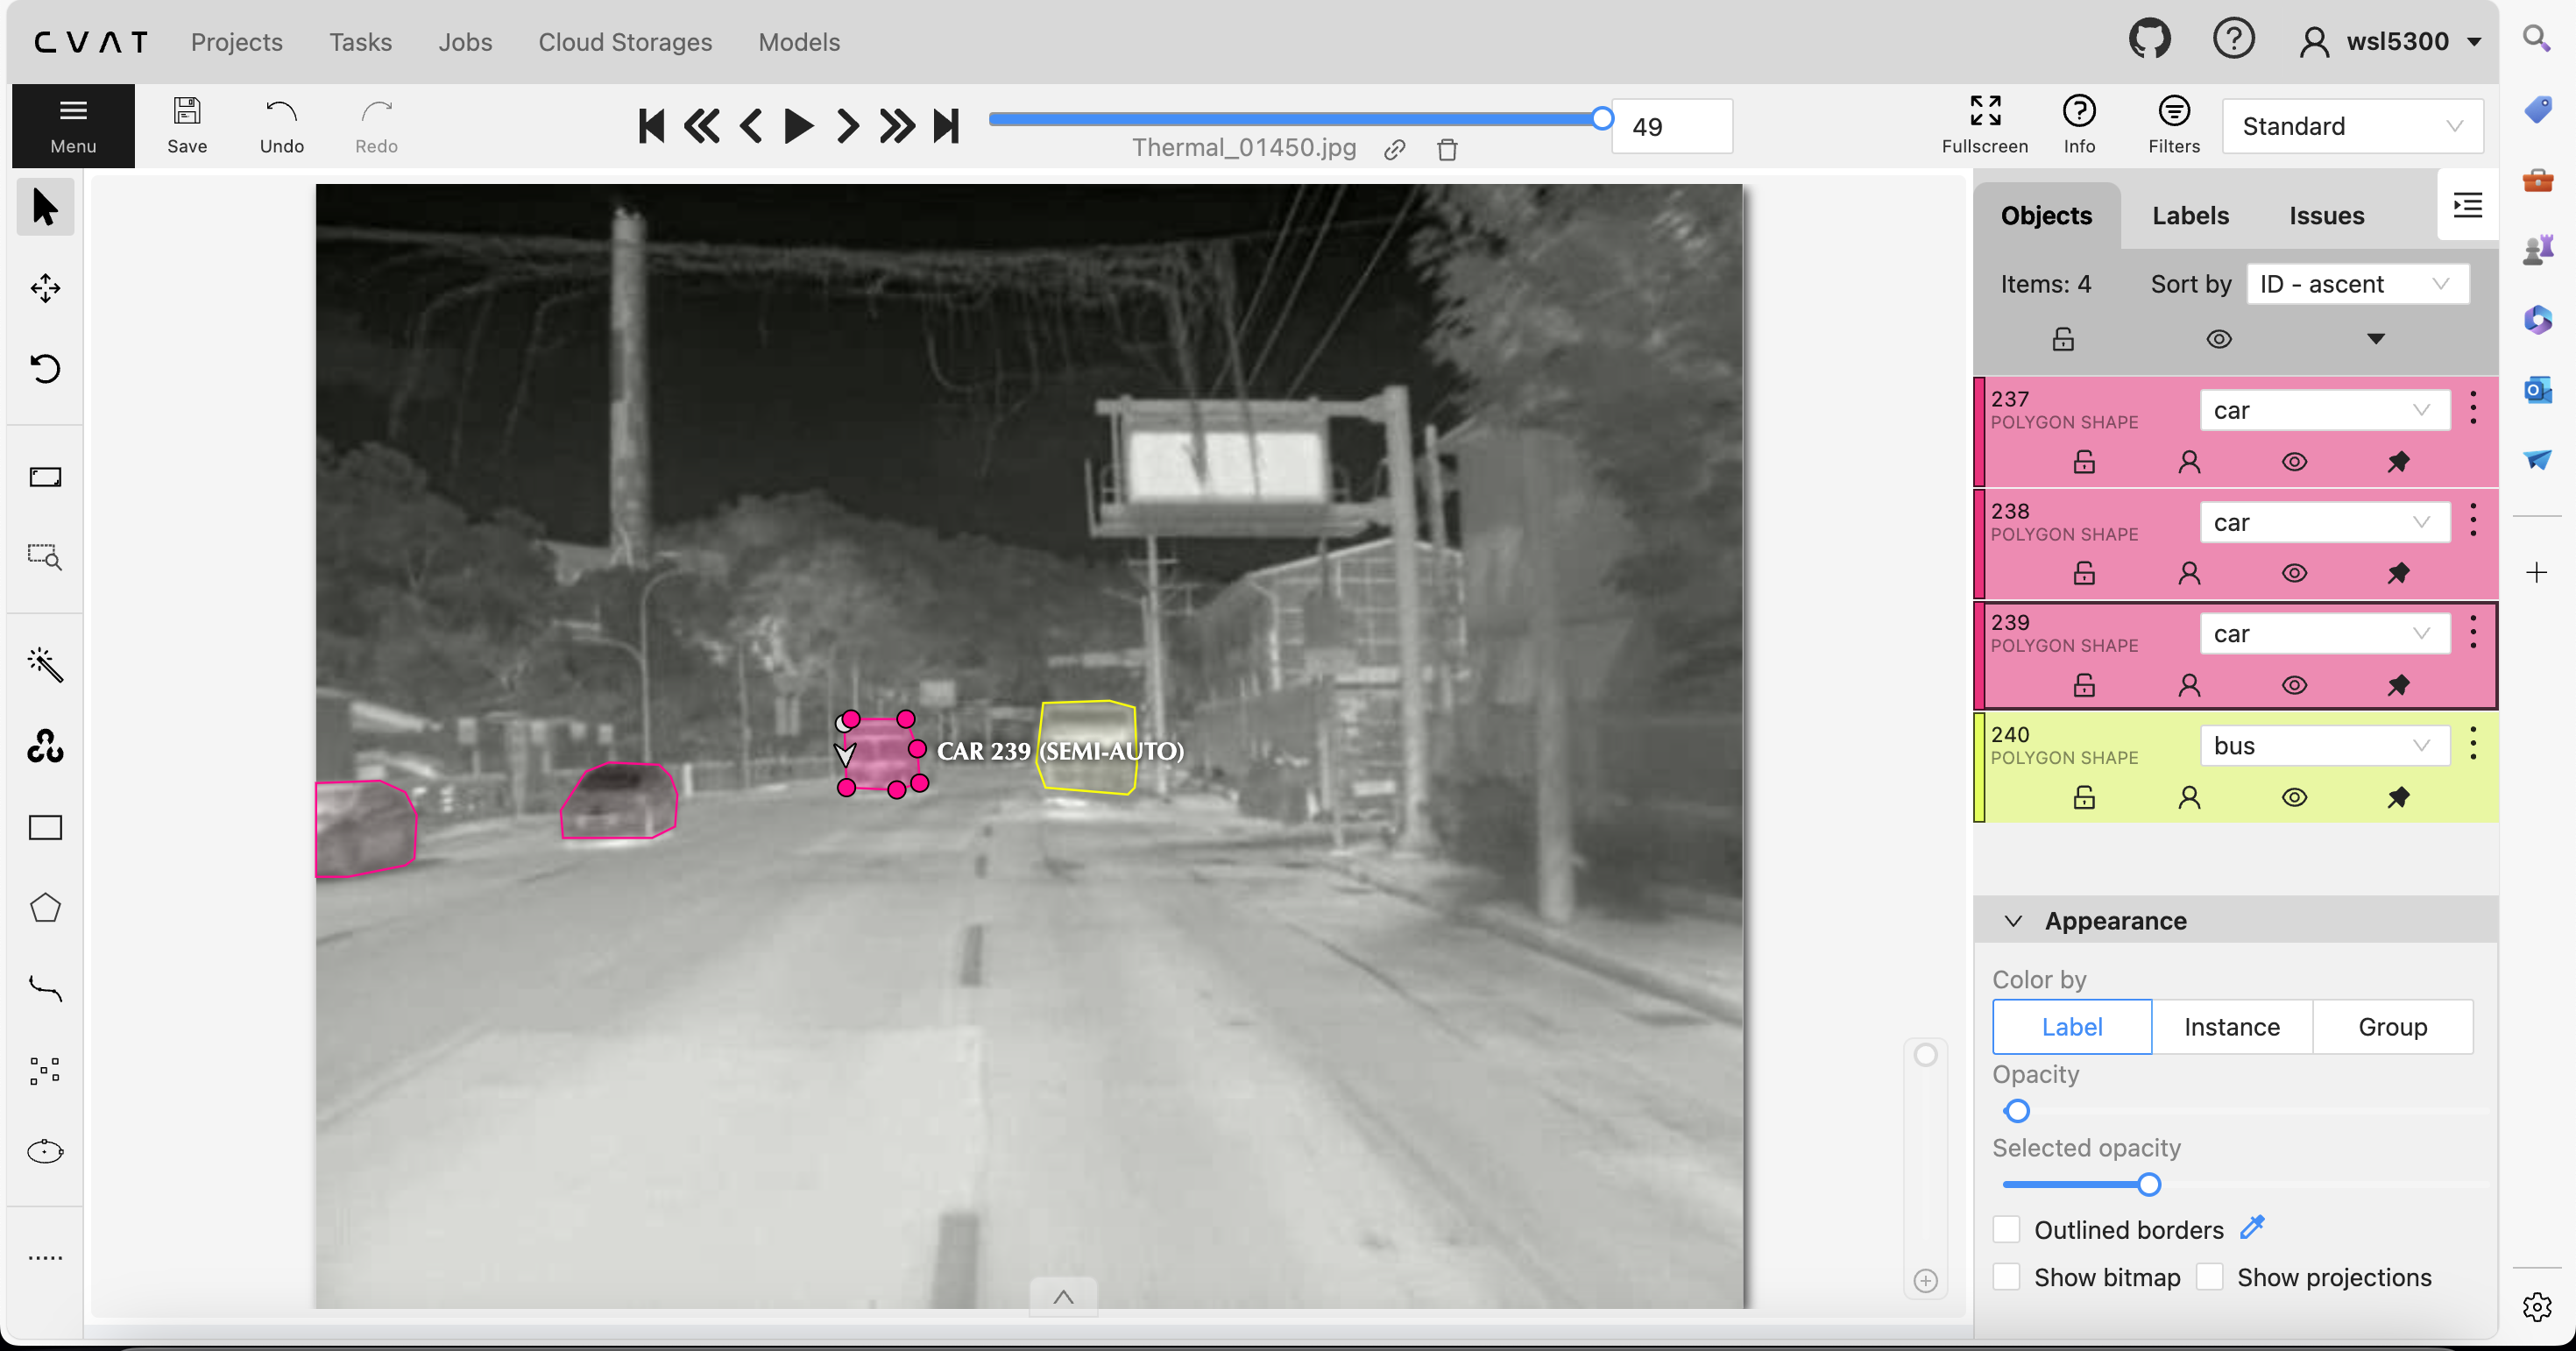 CVAT Projects Tasks Jobs Cloud Storages Models wsl5300
Menu Save Undo Redo 49 Fullscreen Info Filters Standard
Thermal_01450.jpg
Objects Labels Issues
Items: 4 Sort by ID - ascent
237 car
POLYGON SHAPE
238 car
POLYGON SHAPE
239 car
POLYGON SHAPE
CAR 239 (SEMI-AUTO)
240 bus
POLYGON SHAPE
Appearance
Color by
Label Instance Group
Opacity
Selected opacity
Outlined borders
Show bitmap Show projections